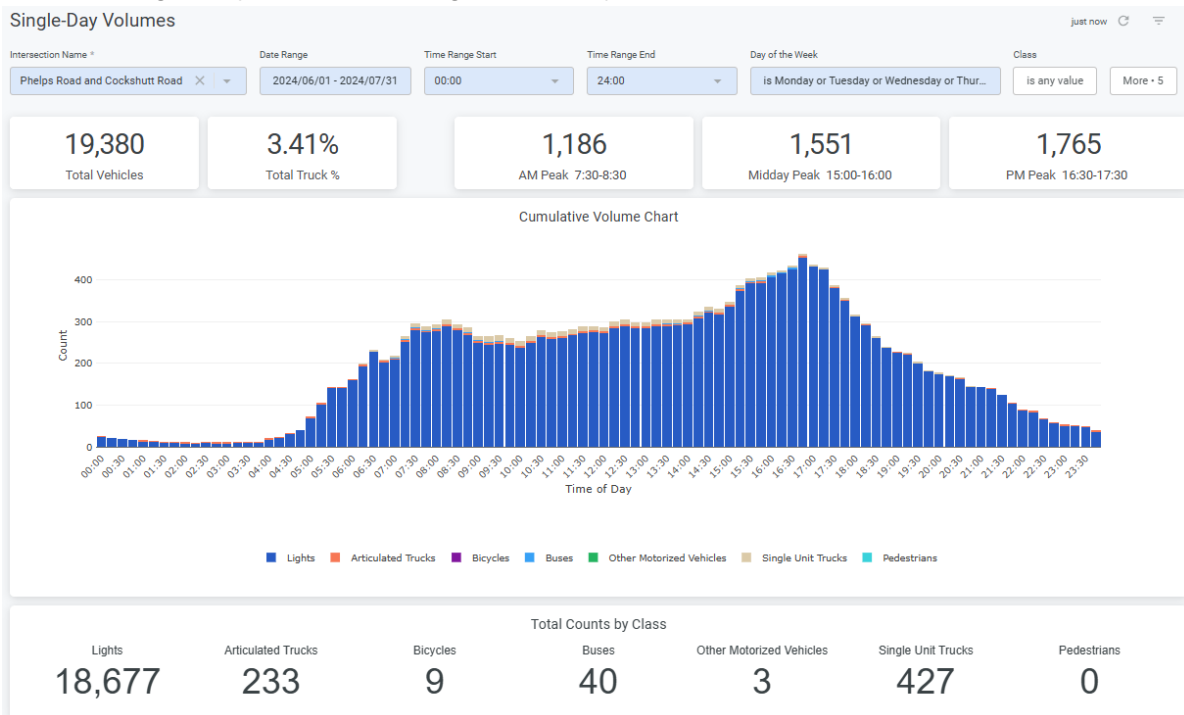 Single-Day Volumes
just now
Intersection Name *
Date Range
Time Range Start
Time Range End
Day of the Week
Class
Phelps Road and Cockshutt Road
2024/06/01 - 2024/07/31
00:00
24:00
is Monday or Tuesday or Wednesday or Thur...
is any value
More • 5
19,380
Total Vehicles
3.41%
Total Truck %
1,186
AM Peak 7:30-8:30
1,551
Midday Peak 15:00-16:00
1,765
PM Peak 16:30-17:30
Cumulative Volume Chart
400
300
200
100
0
Count
00:00 00:30 01:00 01:30 02:00 02:30 03:00 03:30 04:00 04:30 05:00 05:30 06:00 06:30 07:00 07:30 08:00 08:30 09:00 09:30 10:00 10:30 11:00 11:30 12:00 12:30 13:00 13:30 14:00 14:30 15:00 15:30 16:00 16:30 17:00 17:30 18:00 18:30 19:00 19:30 20:00 20:30 21:00 21:30 22:00 22:30 23:00 23:30
Time of Day
Lights Articulated Trucks Bicycles Buses Other Motorized Vehicles Single Unit Trucks Pedestrians
Total Counts by Class
Lights Articulated Trucks Bicycles Buses Other Motorized Vehicles Single Unit Trucks Pedestrians
18,677 233 9 40 3 427 0